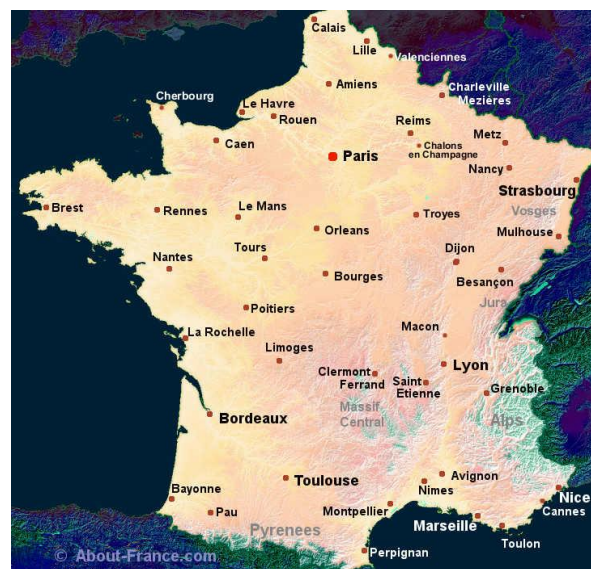 Calais
Lille
Valenciennes
Amiens
Charleville
Mezières
Cherbourg
Le Havre
Rouen
Reims
Metz
Caen
Paris
Chalons
en Champagne
Nancy
Strasbourg
Brest
Rennes
Le Mans
Troyes
Vosges
Orleans
Mulhouse
Nantes
Tours
Dijon
Bourges
Besançon
Jura
Poitiers
La Rochelle
Macon
Limoges
Lyon
Clermont
Ferrand
Saint
Etienne
Grenoble
Massif
Central
Alps
Bordeaux
Toulouse
Avignon
Bayonne
Nimes
Nice
Cannes
Pau
Montpellier
Marseille
Pyrenees
Toulon
Perpignan
© About-France.com